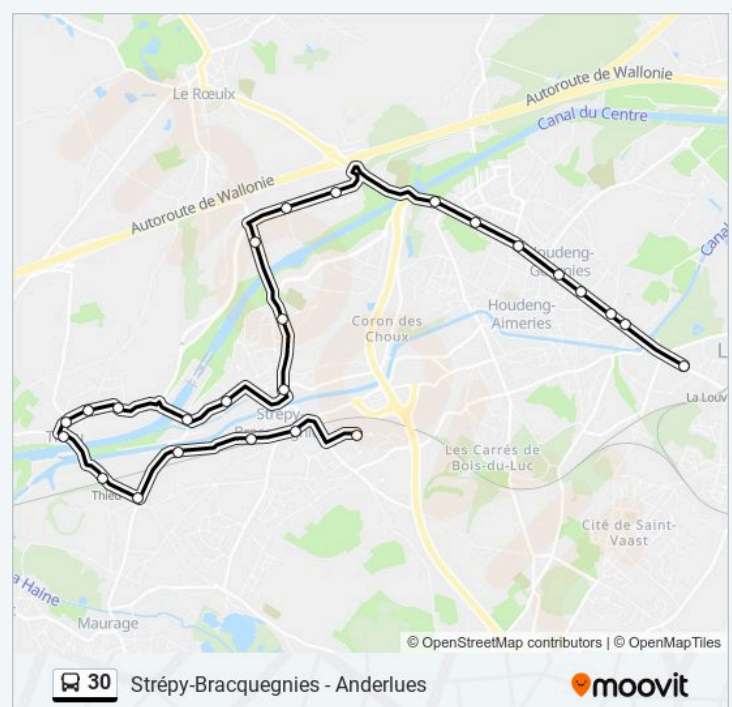 Le Rœulx
Autoroute de Wallonie
Canal du Centre
Autoroute de Wallonie
Canal
Houdeng-
Goegnies
Houdeng-
Aimeries
Coron des
Choux
L
La Louv
Strépy
Les Carrés de
Bois-du-Luc
Thieu
Cité de Saint-
Vaast
a Haine
Maurage
© OpenStreetMap contributors | © OpenMapTiles
30 Strépy-Bracquegnies - Anderlues
moovit